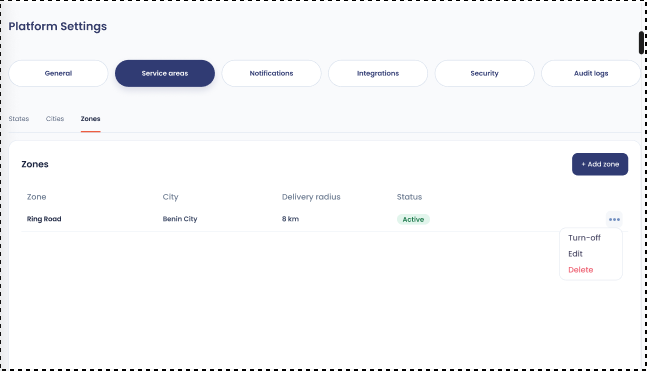 Platform Settings
General Service areas Notifications Integrations Security Audit logs
States Cities Zones
Zones + Add zone
Zone City Delivery radius Status
Ring Road Benin City 8 km Active
Turn-off
Edit
Delete